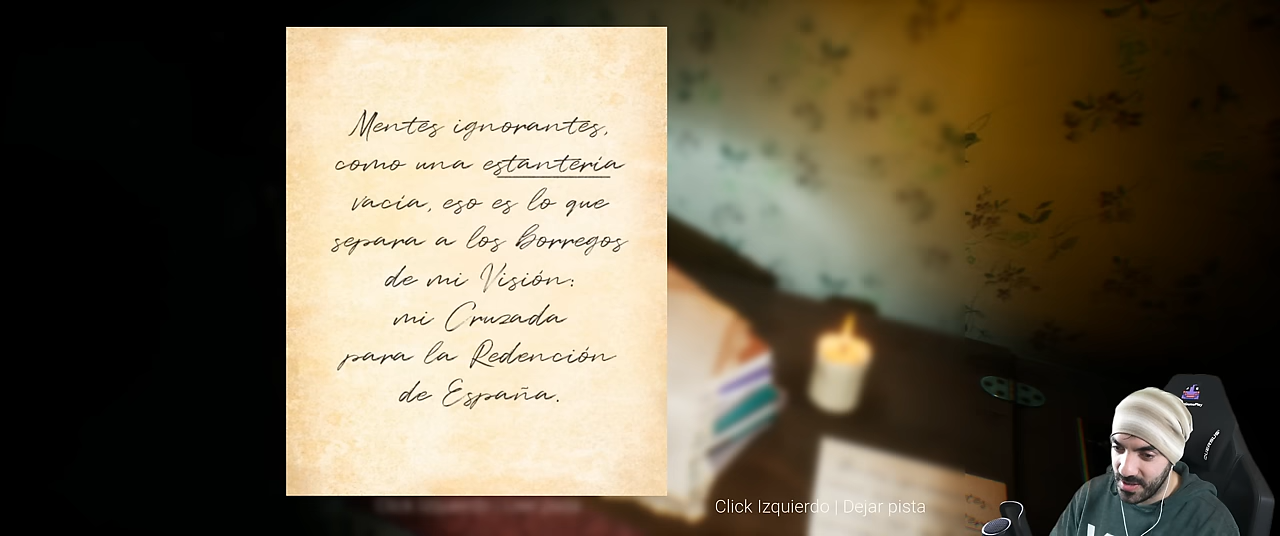 Mentes ignorantes,
como una estantería
vacía, eso es lo que
separa a los borregos
de mi Visión:
mi Cruzada
para la Redención
de España.
Click Izquierdo | Dejar pista